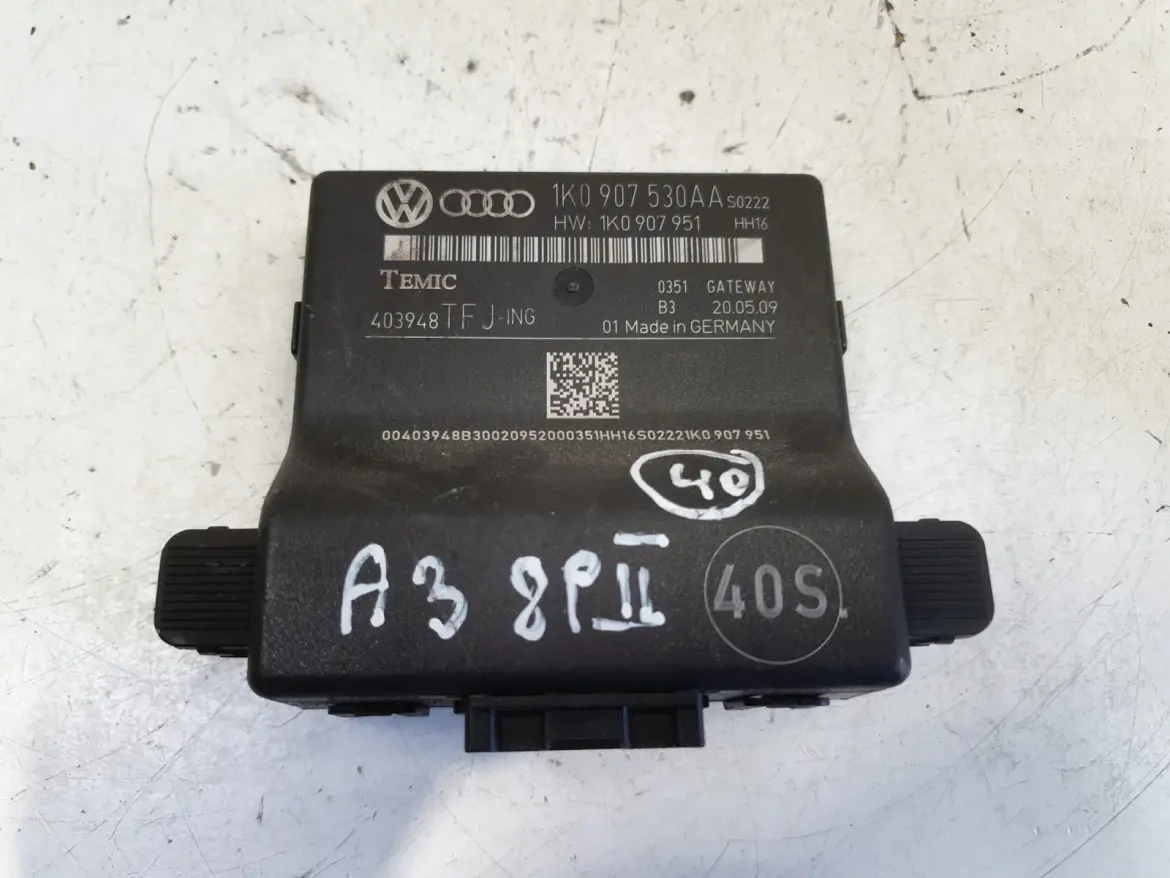 1K0 907 530AA S0222
HW: 1K0 907 951 HH16
TEMIC
0351 GATEWAY
B3 20.05.09
403948 TFJ-ING
01 Made in GERMANY
00403948B30020952000351HH16S02221K0 907 951
40
A3 8P II
40S.